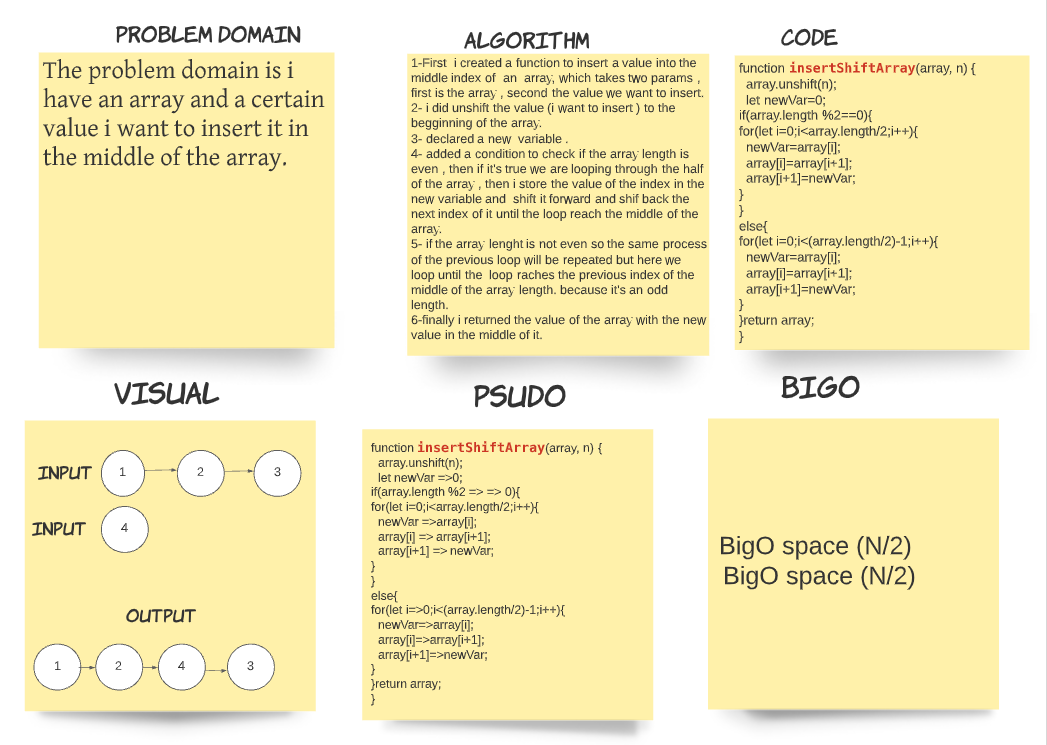 PROBLEM DOMAIN
The problem domain is i
have an array and a certain
value i want to insert it in
the middle of the array.
ALGORITHM
1-First i created a function to insert a value into the
middle index of an array, which takes two params ,
first is the array , second the value we want to insert.
2- i did unshift the value (i want to insert ) to the
begginning of the array.
3- declared a new variable .
4- added a condition to check if the array length is
even , then if it's true we are looping through the half
of the array , then i store the value of the index in the
new variable and shift it forward and shif back the
next index of it until the loop reach the middle of the
array.
5- if the array lenght is not even so the same process
of the previous loop will be repeated but here we
loop until the loop raches the previous index of the
middle of the array length. because it's an odd
length.
6-finally i returned the value of the array with the new
value in the middle of it.
CODE
function insertShiftArray(array, n) {
array.unshift(n);
let newVar=0;
if(array.length %2==0){
for(let i=0;i<array.length/2;i++){
newVar=array[i];
array[i]=array[i+1];
array[i+1]=newVar;
}
}
else{
for(let i=0;i<(array.length/2)-1;i++){
newVar=array[i];
array[i]=array[i+1];
array[i+1]=newVar;
}
}return array;
}
VISUAL
INPUT 1 2 3
INPUT 4
OUTPUT
1 2 4 3
PSUDO
function insertShiftArray(array, n) {
array.unshift(n);
let newVar =>0;
if(array.length %2 => => 0){
for(let i=0;i<array.length/2;i++){
newVar =>array[i];
array[i] => array[i+1];
array[i+1] => newVar;
}
}
else{
for(let i=>0;i<(array.length/2)-1;i++){
newVar=>array[i];
array[i]=>array[i+1];
array[i+1]=>newVar;
}
}return array;
}
BIGO
BigO space (N/2)
BigO space (N/2)